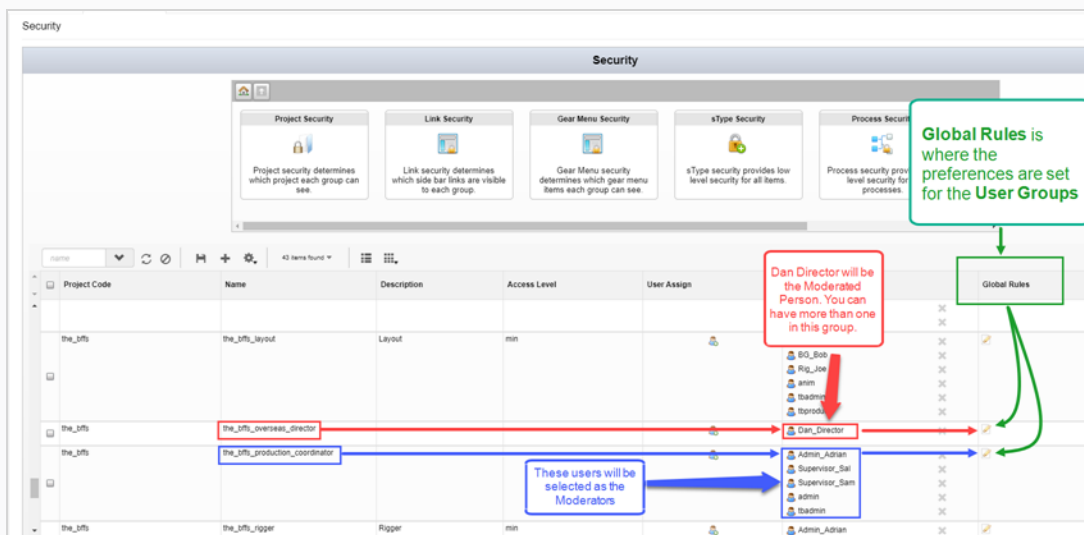 Security
Security
Project Security
Project security determines
which project each group can
see.
Link Security
Link security determines
which side bar links are visible
to each group.
Gear Menu Security
Gear Menu security
determines which gear menu
items each group can see.
sType Security
sType security provides low
level security for all items.
Process Securit
Process security prov
level security for
processes.
Global Rules is
where the
preferences are set
for the User Groups
name
43 items found
Project Code
Name
Description
Access Level
User Assign
Global Rules
Dan Director will be
the Moderated
Person. You can
have more than one
in this group.
the_bffs
the_bffs_layout
Layout
min
BG_Bob
Rig_Joe
anim
tbadmin
tbprodu
the_bffs
the_bffs_overseas_director
Dan_Director
the_bffs
the_bffs_production_coordinator
Admin_Adrian
Supervisor_Sal
Supervisor_Sam
admin
tbadmin
These users will be
selected as the
Moderators
the_bffs
the_bffs_rigger
Rigger
min
Admin_Adrian